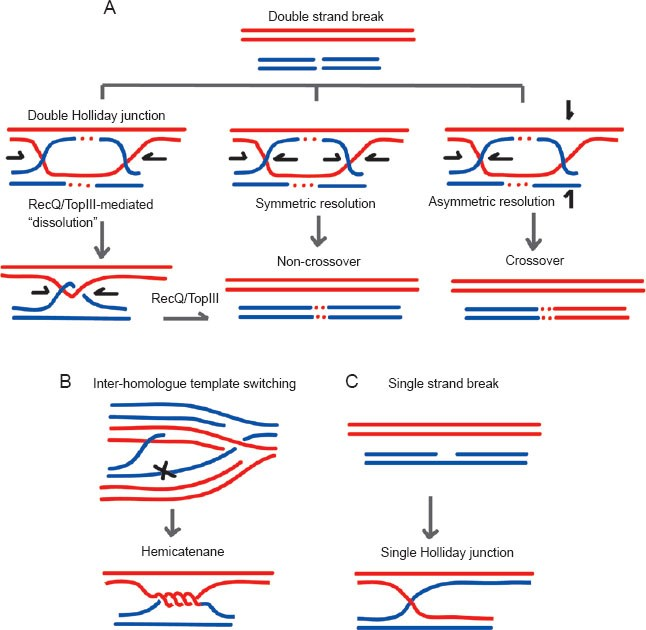 A
Double strand break
Double Holliday junction
RecQ/TopIII-mediated
“dissolution”
Symmetric resolution
Asymmetric resolution
Non-crossover
Crossover
RecQ/TopIII
B
Inter-homologue template switching
C
Single strand break
Hemicatenane
Single Holliday junction